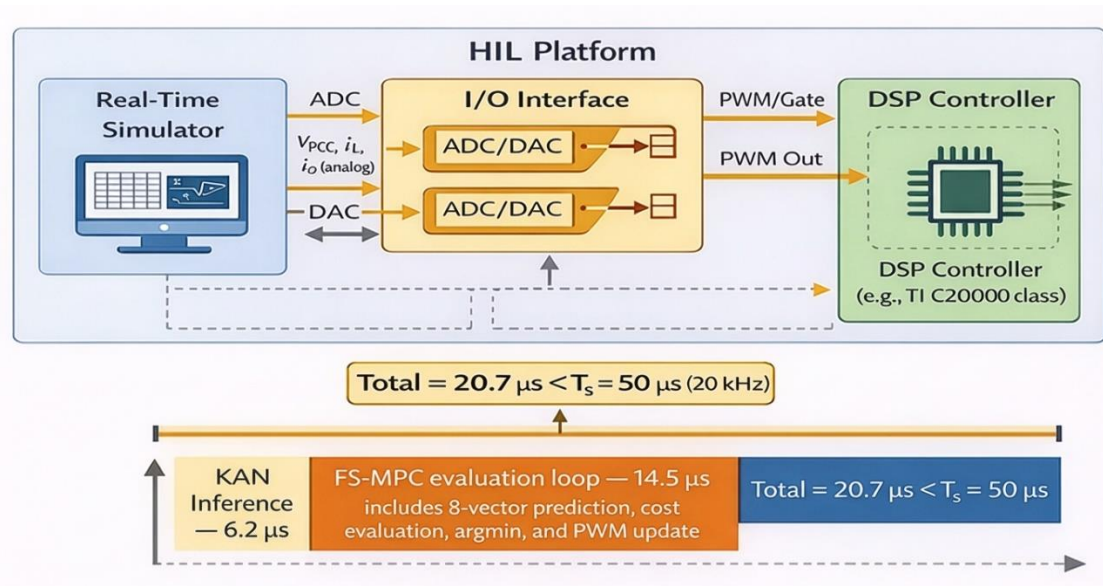 HIL Platform
Real-Time
Simulator
ADC
V_PCC, i_L,
i_O (analog)
DAC
I/O Interface
ADC/DAC
ADC/DAC
PWM/Gate
PWM Out
DSP Controller
DSP Controller
(e.g., TI C20000 class)
Total = 20.7 µs < T_s = 50 µs (20 kHz)
KAN
Inference
— 6.2 µs
FS-MPC evaluation loop — 14.5 µs
includes 8-vector prediction, cost
evaluation, argmin, and PWM update
Total = 20.7 µs < T_s = 50 µs